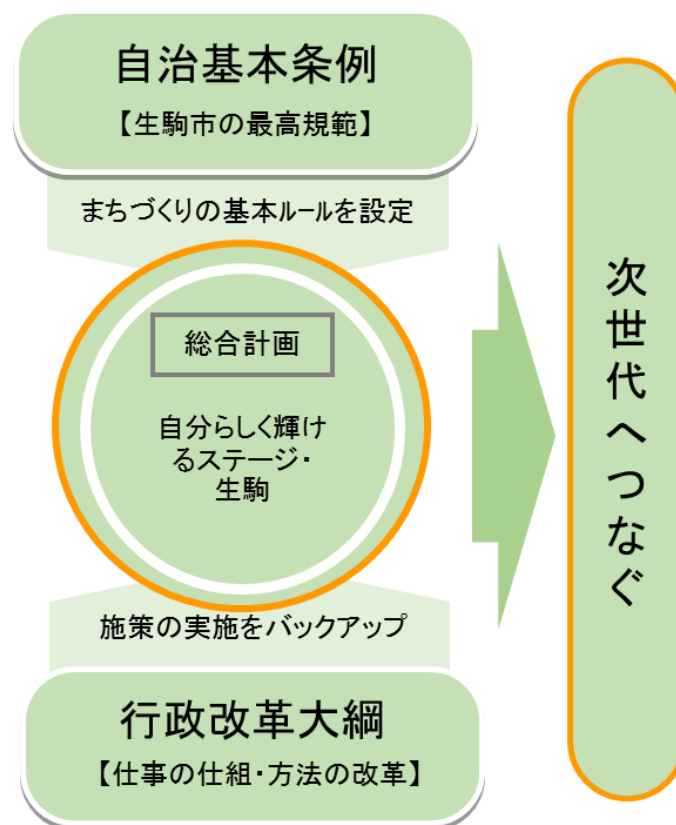 自治基本条例
【生駒市の最高規範】
まちづくりの基本ルールを設定
総合計画
自分らしく輝け
るステージ・
生駒
施策の実施をバックアップ
行政改革大綱
【仕事の仕組・方法の改革】
次世代へつなぐ